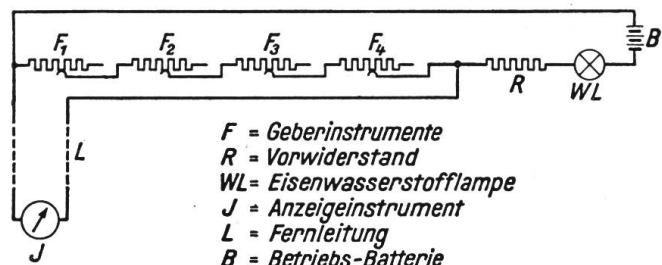 F1 F2 F3 F4 B
R WL
L
J
F = Geberinstrumente
R = Vorwiderstand
WL= Eisenwasserstofflampe
J = Anzeigeinstrument
L = Fernleitung
B = Betriebs-Batterie